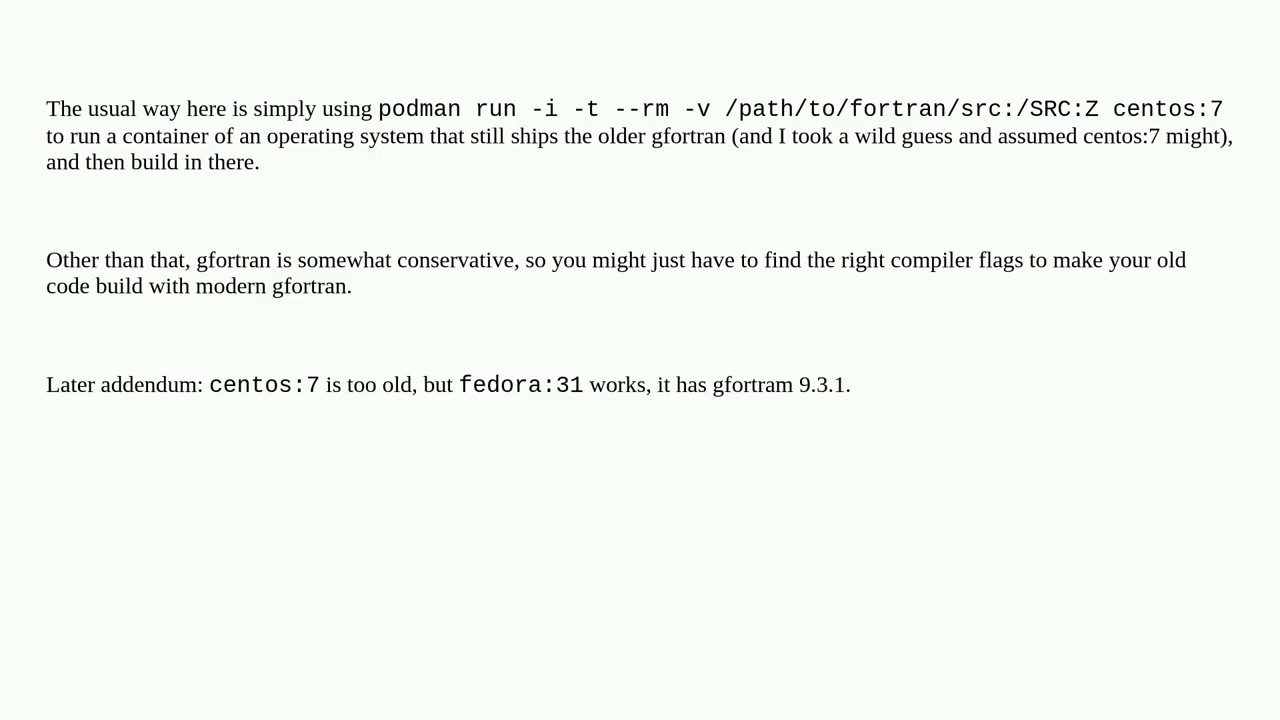 The usual way here is simply using podman run -i -t --rm -v /path/to/fortran/src:/SRC:Z centos:7
to run a container of an operating system that still ships the older gfortran (and I took a wild guess and assumed centos:7 might),
and then build in there.
Other than that, gfortran is somewhat conservative, so you might just have to find the right compiler flags to make your old
code build with modern gfortran.
Later addendum: centos:7 is too old, but fedora:31 works, it has gfortram 9.3.1.